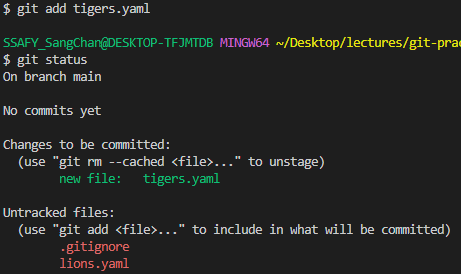 $ git add tigers.yaml
SSAFY_SangChan@DESKTOP-TFJMTDB MINGW64 ~/Desktop/lectures/git-prac
$ git status
On branch main
No commits yet
Changes to be committed:
(use "git rm --cached <file>..." to unstage)
new file:   tigers.yaml
Untracked files:
(use "git add <file>..." to include in what will be committed)
.gitignore
lions.yaml